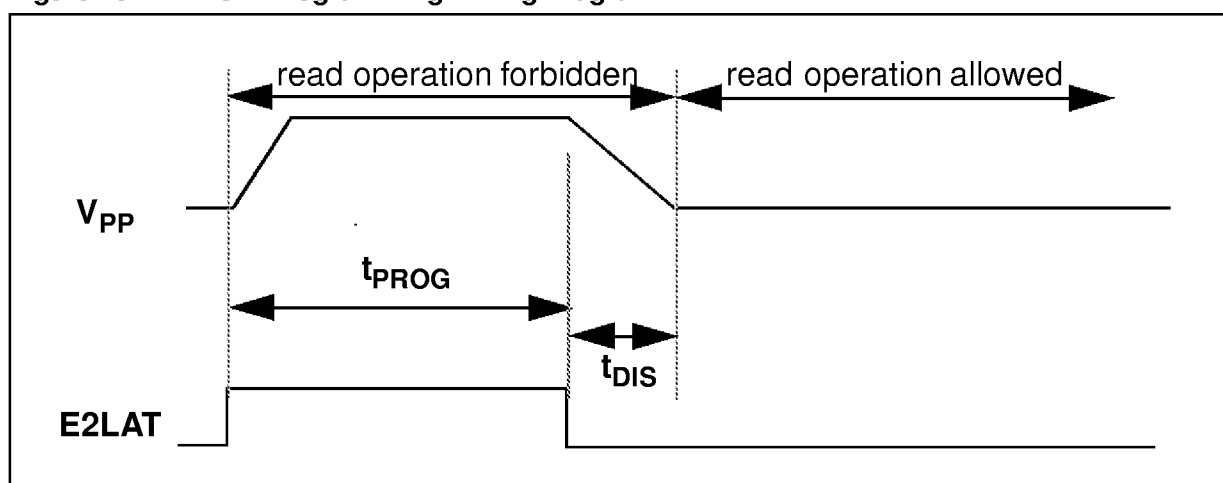 read operation forbidden read operation allowed
VPP
tPROG
tDIS
E2LAT